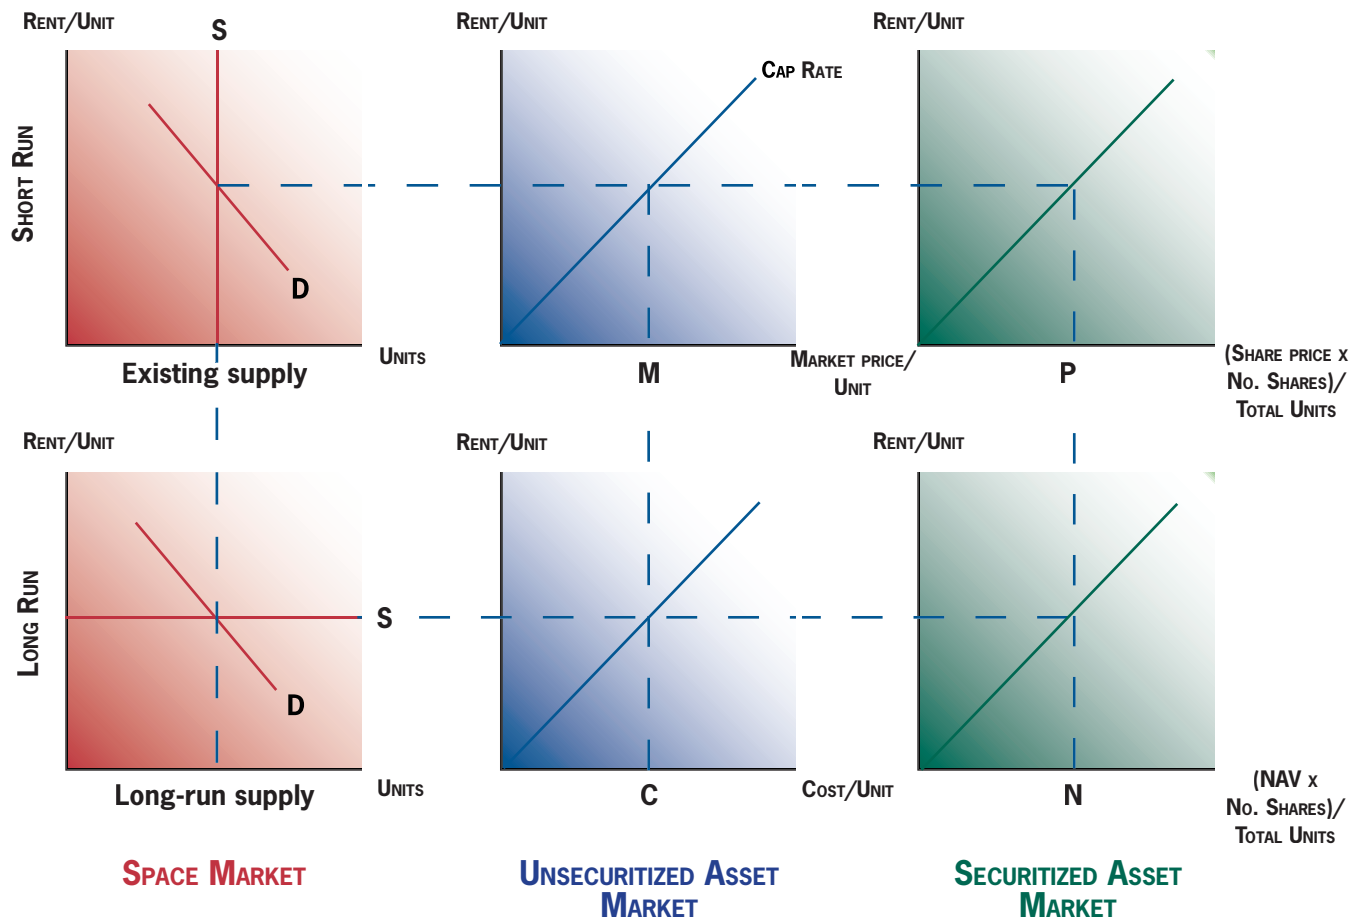 Rent/Unit
S
Rent/Unit
Rent/Unit
Cap Rate
Short Run
D
Units
Existing supply
M
Market price/
Unit
P
(Share price x
No. Shares)/
Total Units
Rent/Unit
Rent/Unit
Rent/Unit
Long Run
S
D
Units
Long-run supply
C
Cost/Unit
N
(NAV x
No. Shares)/
Total Units
Space Market
Unsecuritized Asset
Market
Securitized Asset
Market